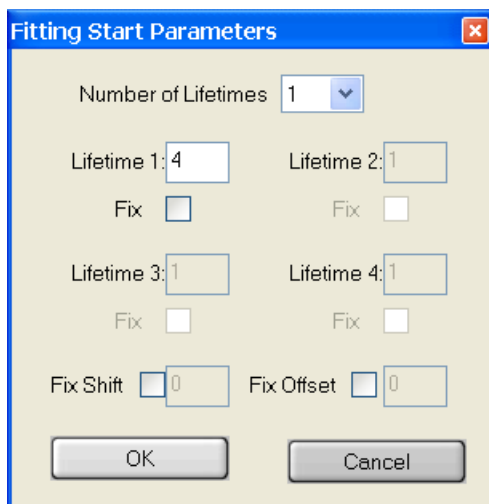 Fitting Start Parameters
Number of Lifetimes 1
Lifetime 1: 4 Lifetime 2: 1
Fix Fix
Lifetime 3: 1 Lifetime 4: 1
Fix Fix
Fix Shift 0 Fix Offset 0
OK Cancel